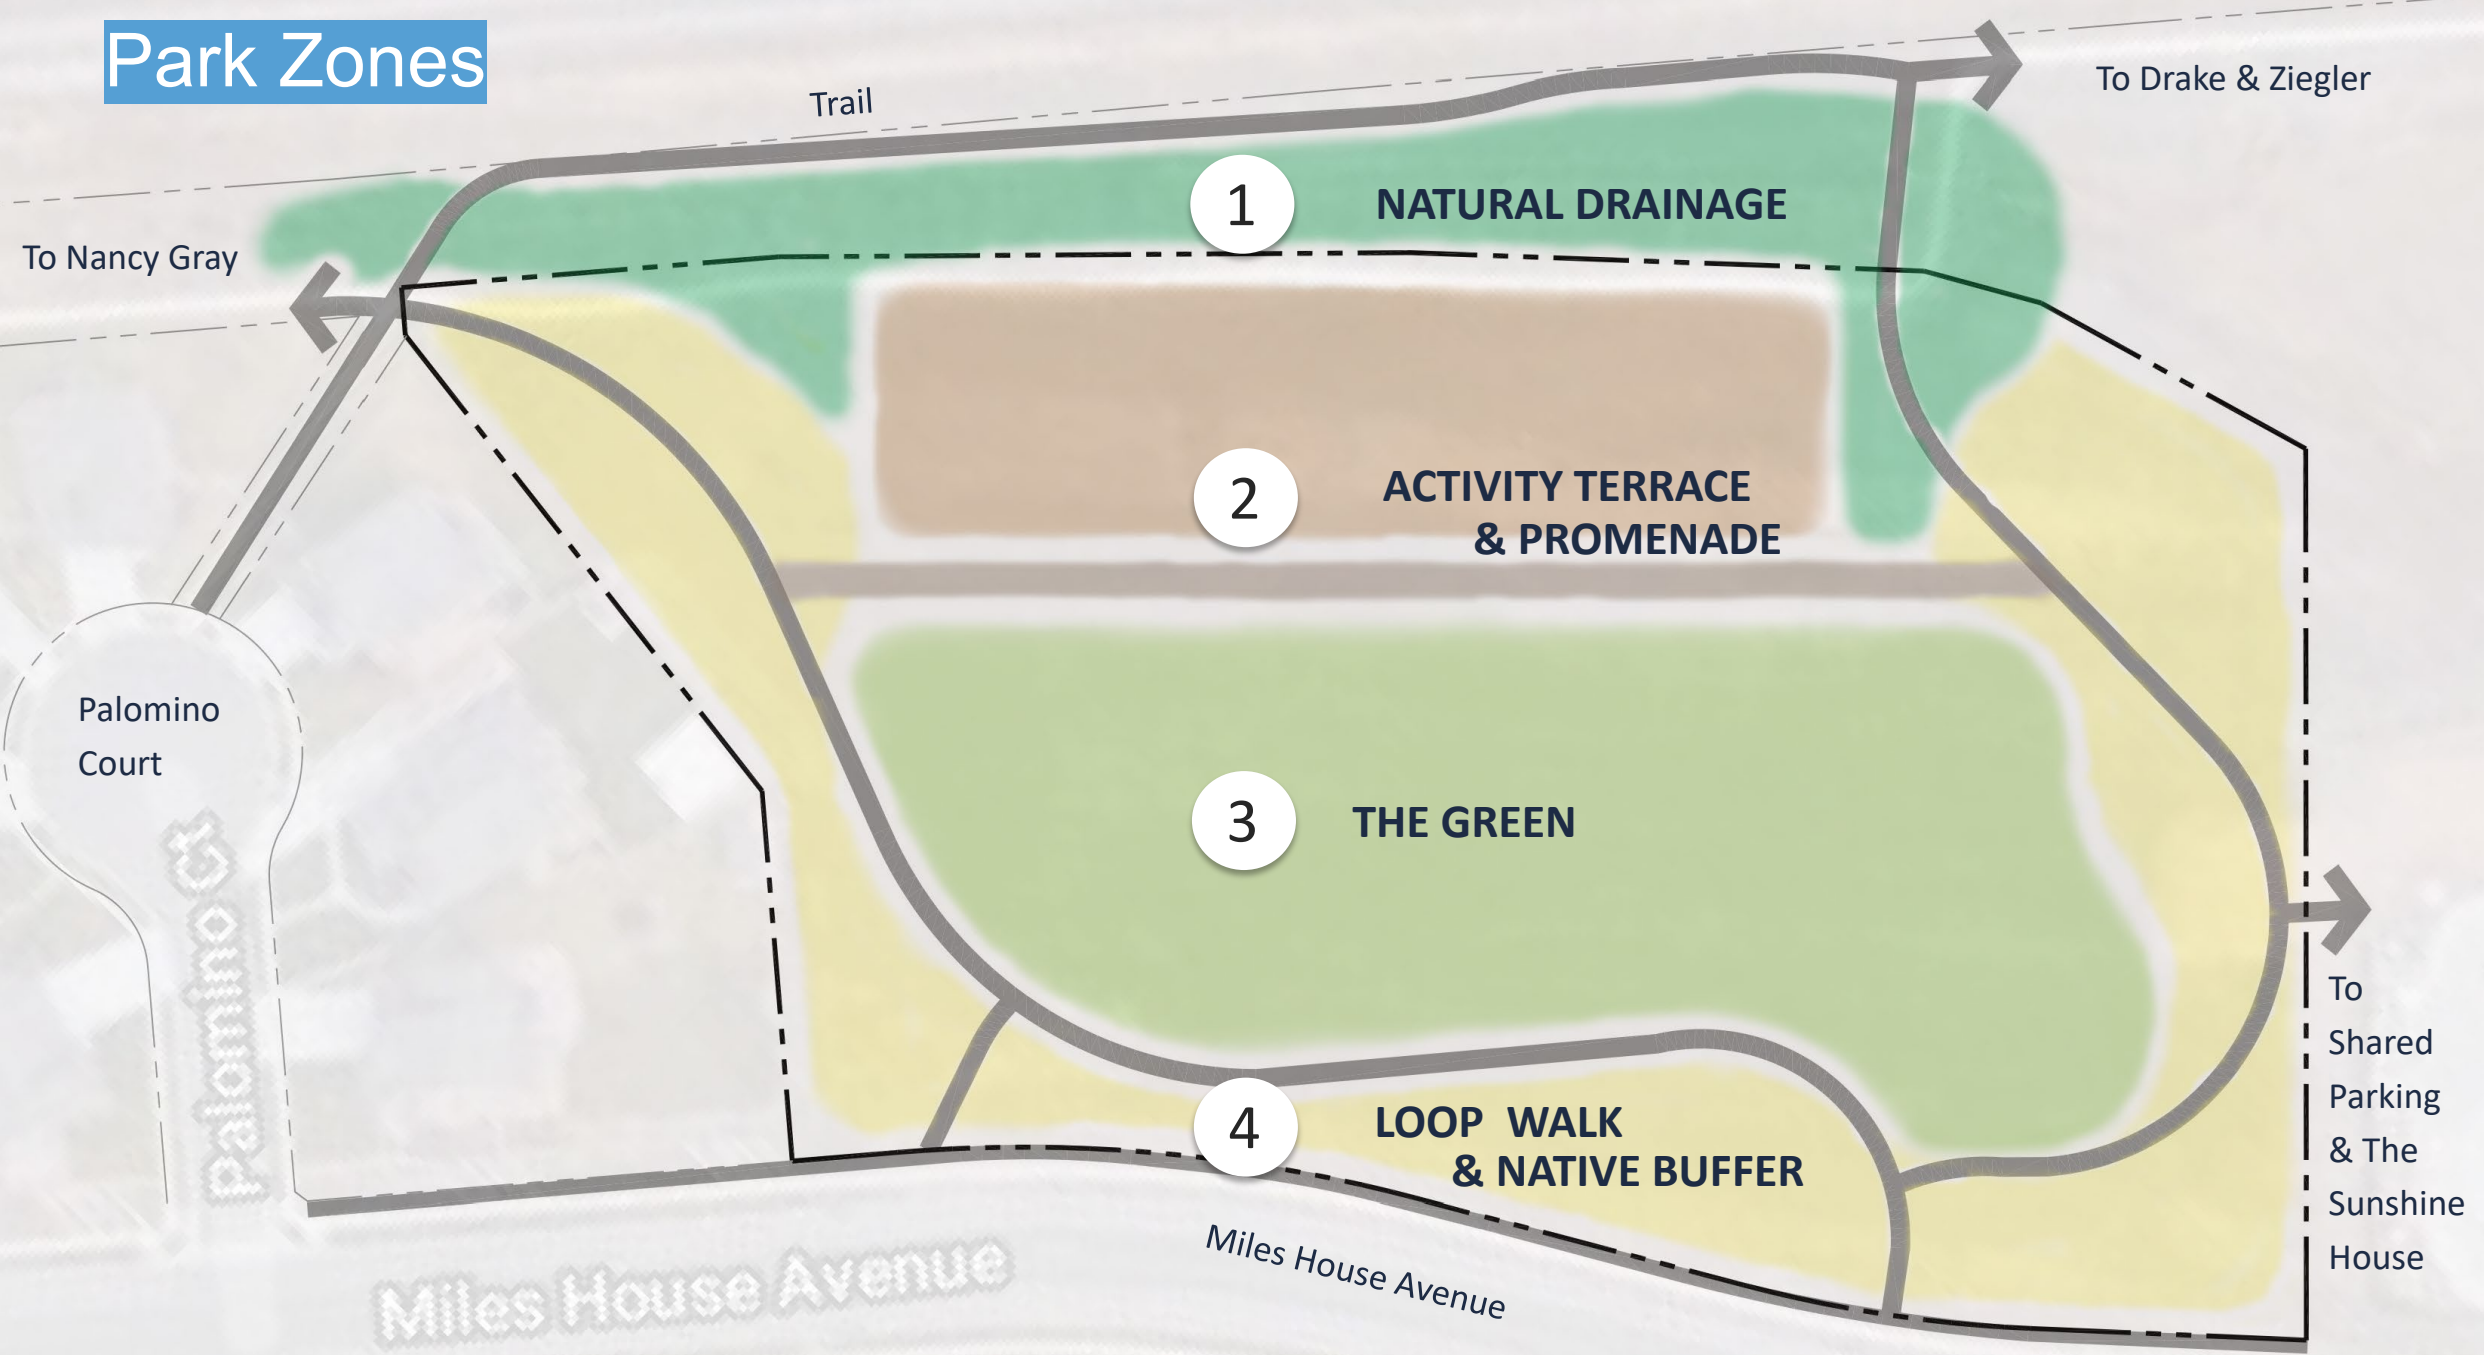 Park Zones
Trail
To Drake & Ziegler
1
NATURAL DRAINAGE
To Nancy Gray
2
ACTIVITY TERRACE
& PROMENADE
Palomino
Court
Palomino Ct
3
THE GREEN
To
Shared
Parking
& The
Sunshine
House
4
LOOP WALK
& NATIVE BUFFER
Miles House Avenue
Miles House Avenue